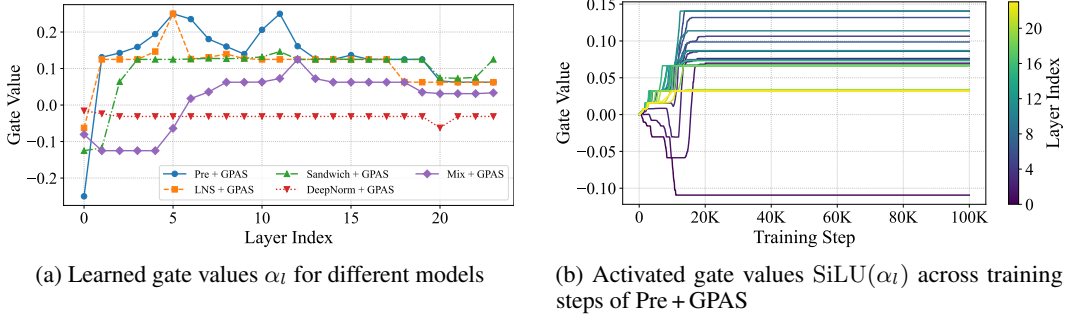 0.2
0.1
0.0
−0.1
−0.2
Gate Value
Pre + GPAS
LNS + GPAS
Sandwich + GPAS
DeepNorm + GPAS
Mix + GPAS
0 5 10 15 20
Layer Index
(a) Learned gate values αl for different models
0.15
0.10
0.05
0.00
−0.05
−0.10
Gate Value
0 20K 40K 60K 80K 100K
Training Step
20
16
12
8
4
0
Layer Index
(b) Activated gate values SiLU(αl) across training
steps of Pre + GPAS